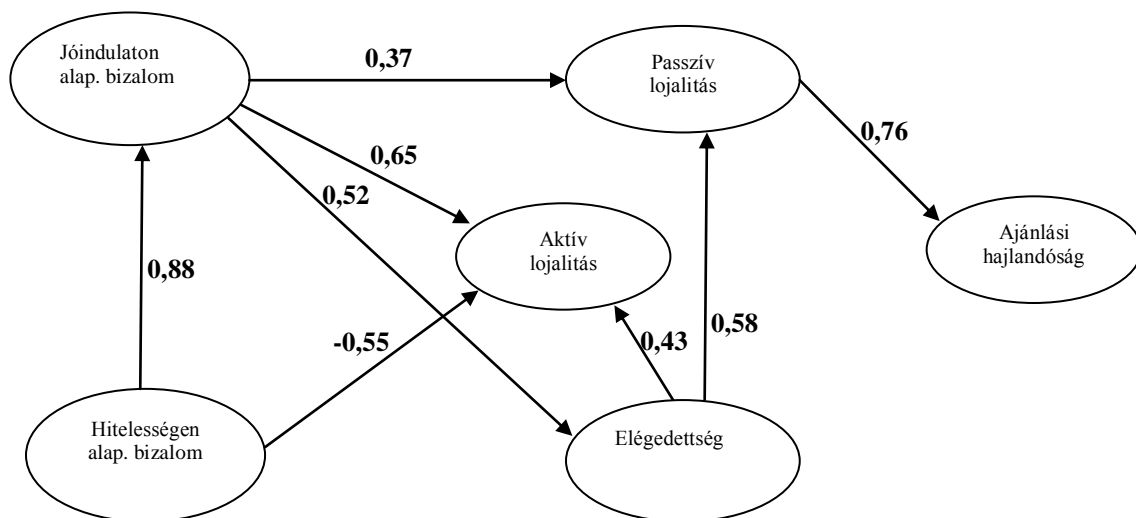 Jóindulaton
alap. bizalom
0,37
Passzív
lojalitás
0,76
0,65
0,52
Aktív
lojalitás
Ajánlási
hajlandóság
0,88
-0,55
0,43
0,58
Hitelességen
alap. bizalom
Elégedettség